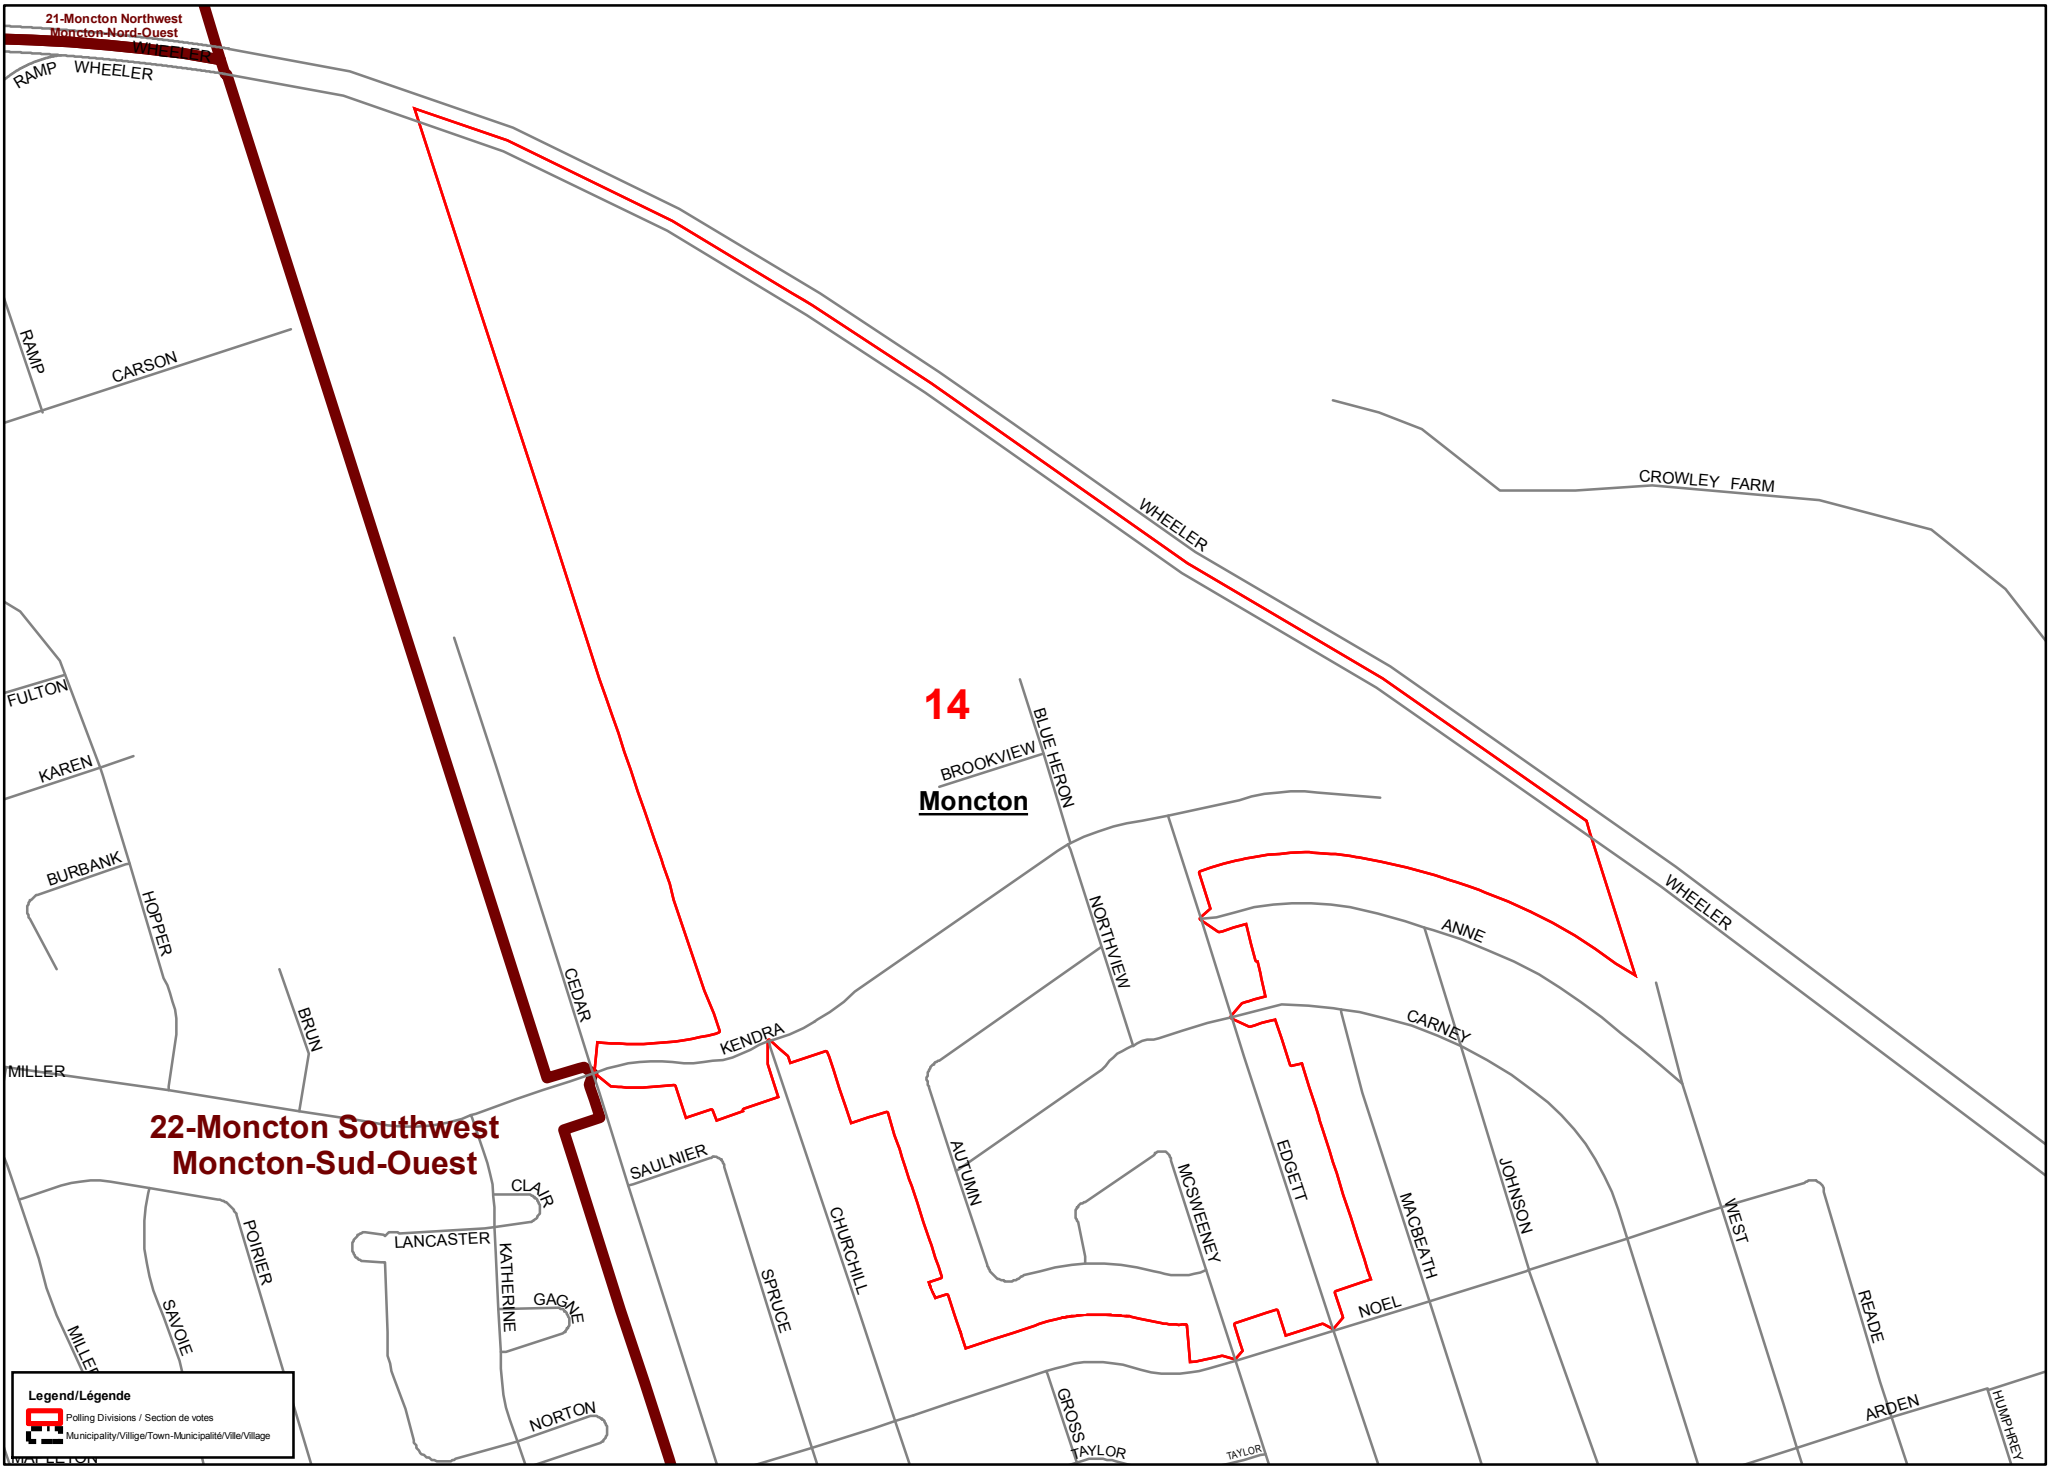 21-Moncton Northwest
Moncton-Nord-Ouest
WHEELER
WHEELER
RAMP
RAMP
CARSON
CROWLEY FARM
WHEELER
FULTON
14
BLUE HERON
KAREN
BROOKVIEW
Moncton
BURBANK
HOPPER
WHEELER
NORTHVIEW
ANNE
CEDAR
BRUN
KENDRA
CARNEY
MILLER
22-Moncton Southwest
Moncton-Sud-Ouest
SAULNIER
AUTUMN
EDGETT
JOHNSON
CLAIR
MCSWEENEY
MACBEATH
WEST
POIRIER
LANCASTER
KATHERINE
CHURCHILL
SPRUCE
GAGNE
NOEL
READE
SAVOIE
MILLER
Legend/Légende
Polling Divisions / Section de votes
Municipality/Villige/Town-Municipalité/Ville/Village
NORTON
GROSS
ARDEN
HUMPHREY
TAYLOR
TAYLOR
MAPLETON